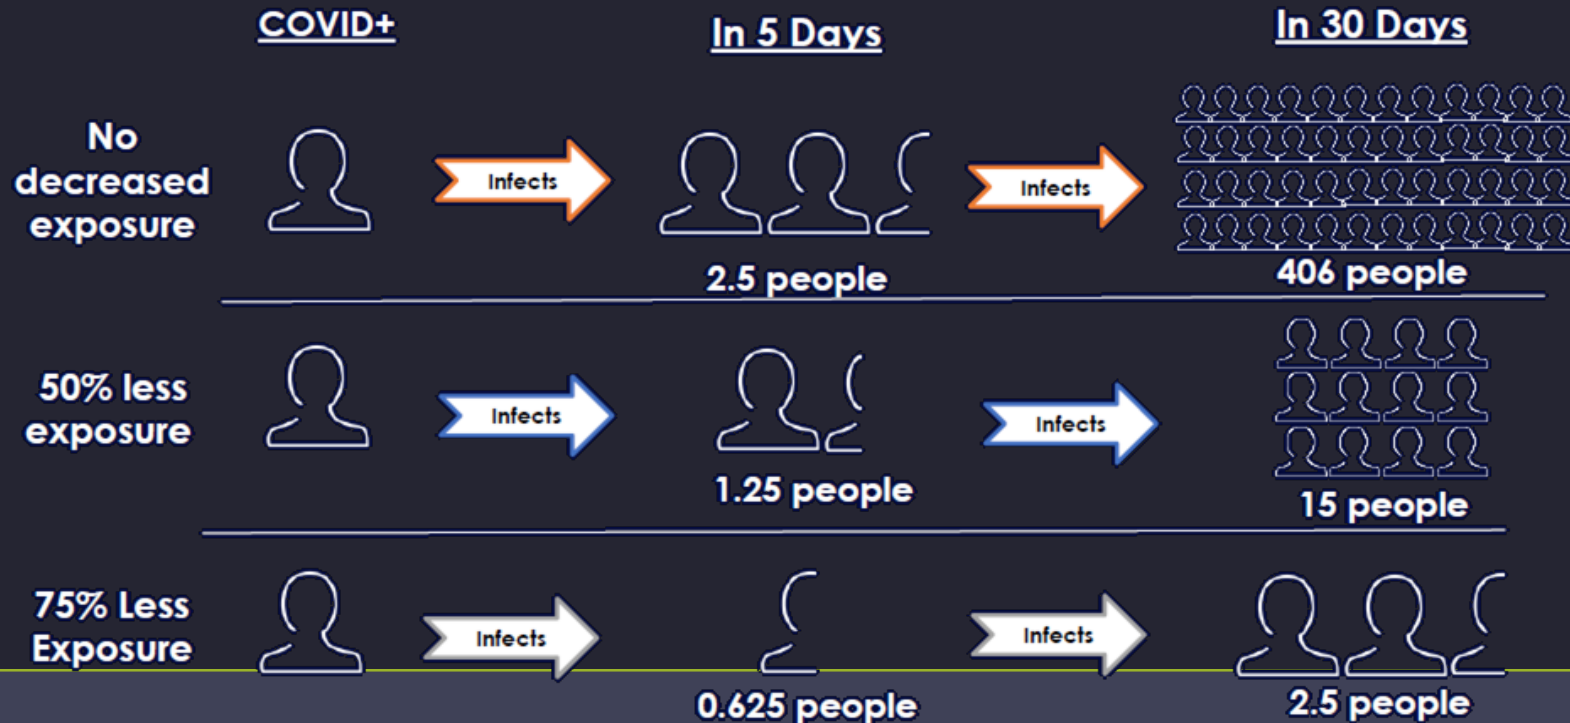 COVID+
In 5 Days
In 30 Days
No
decreased
exposure
Infects
Infects
2.5 people
406 people
50% less
exposure
Infects
Infects
1.25 people
15 people
75% Less
Exposure
Infects
Infects
0.625 people
2.5 people